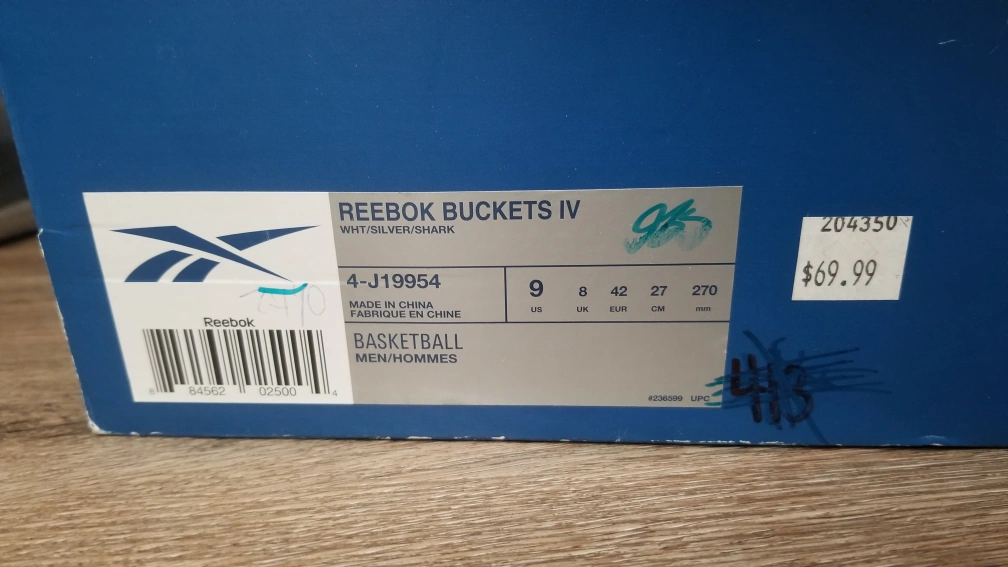 REEBOK BUCKETS IV
WHT/SILVER/SHARK
4-J19954
MADE IN CHINA
FABRIQUE EN CHINE
9 8 42 27 270
US UK EUR CM mm
BASKETBALL
MEN/HOMMES
#236599 UPC
Reebok
84562 02500 4
204350
$69.99
413